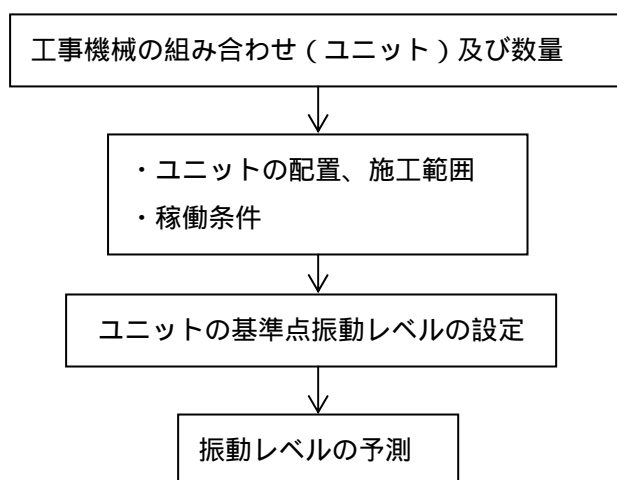 工事機械の組み合わせ（ユニット）及び数量
・ユニットの配置、施工範囲
・稼働条件
ユニットの基準点振動レベルの設定
振動レベルの予測